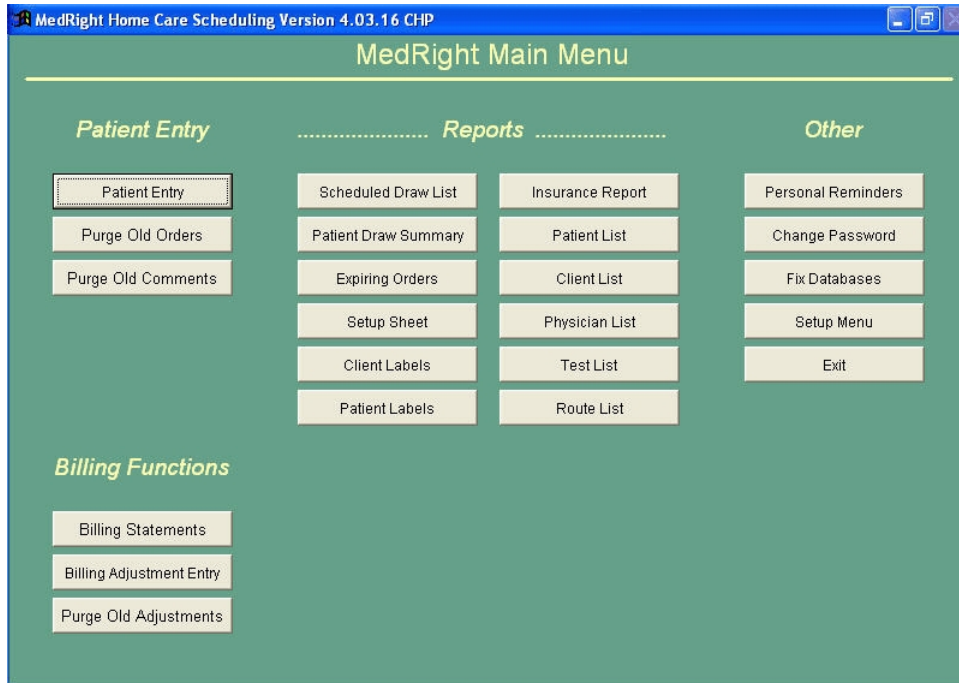 MedRight Home Care Scheduling Version 4.03.16 CHP
MedRight Main Menu
Patient Entry
Patient Entry
Purge Old Orders
Purge Old Comments
...................... Reports ......................
Scheduled Draw List
Patient Draw Summary
Expiring Orders
Setup Sheet
Client Labels
Patient Labels
Insurance Report
Patient List
Client List
Physician List
Test List
Route List
Other
Personal Reminders
Change Password
Fix Databases
Setup Menu
Exit
Billing Functions
Billing Statements
Billing Adjustment Entry
Purge Old Adjustments